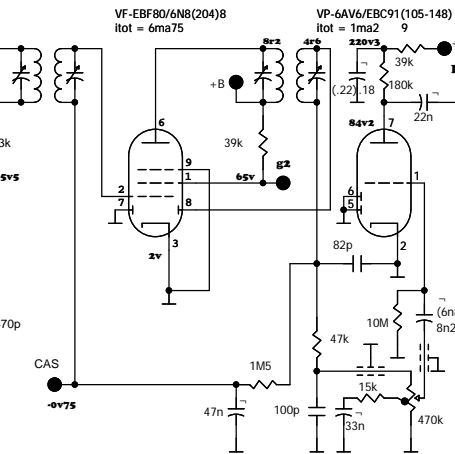 VF-EBF80/6N8(204)8
itot = 6ma75
VP-6AV6/EBC91(105-148)
itot = 1ma2 9
8r2 4r6 220v3
39k
+B
(.22).18 180k
22n
6 84v2 7
3k 39k
9
1 65v g2
5v5 2
7 8
6
5 1
3 2
2v
82p
470p 10M (6n8
8n2
47k
CAS 1M5
15k
-0v75
47n 100p 33n 470k